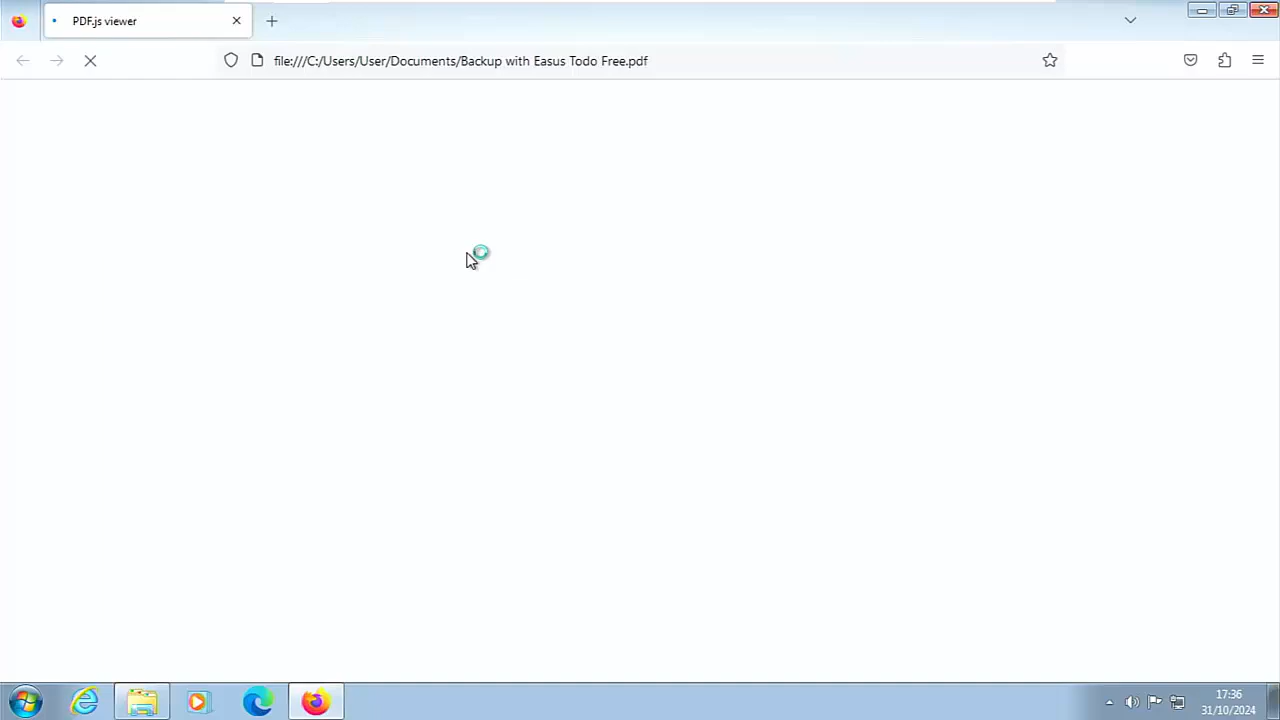 PDF.js viewer
file:///C:/Users/User/Documents/Backup with Easus Todo Free.pdf
17:36
31/10/2024